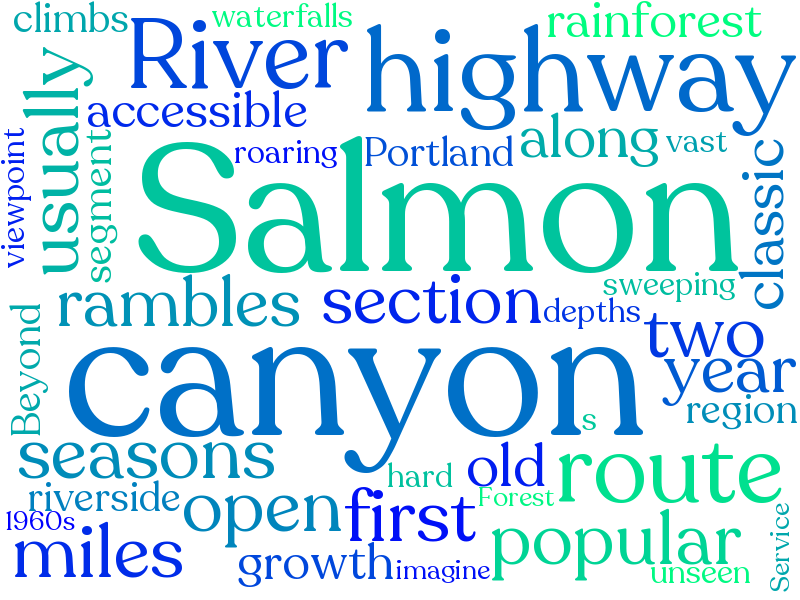 climbs
waterfalls
rainforest
River
highway
usually
accessible
roaring
Portland
along
vast
viewpoint
segment
Salmon
classic
rambles
section
sweeping
depths
two
Beyond
canyon
year
region
s
seasons
hard
old
route
riverside
Forest
1960s
open
first
popular
Service
miles
growth
imagine
unseen